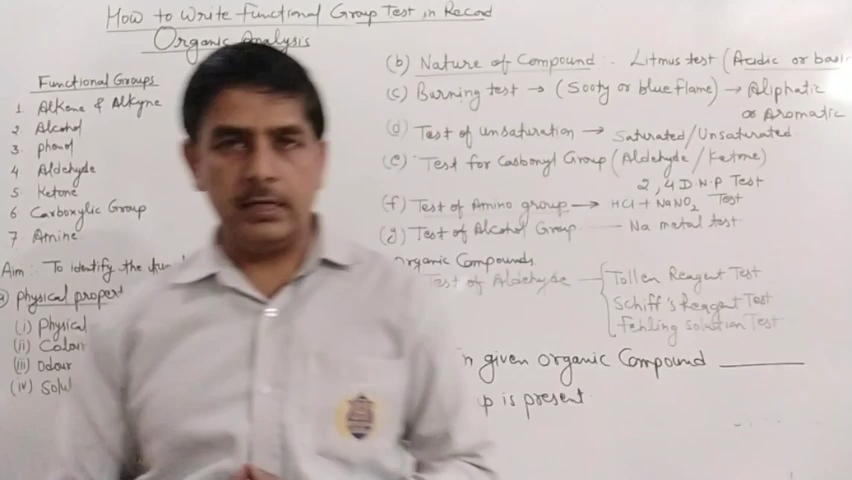 How to Write Functional Group Test in Record
Organic Analysis
Functional Groups
1 Alkene & Alkyne
2 Alcohol
3. phenol
4 Aldehyde
5 Ketone
6 Carboxylic Group
7 Amine
Aim :- To identify the
Organic Compounds
(a) Physical
(i) Physical
(ii) Colour
(iii) Odour
(iv)
(b) Nature of Compound :- Litmus test (Acidic or
(c) Burning test → (Sooty or blue flame) → Aliphatic
or Aromatic
(d) Test of unsaturation → Saturated/Unsaturated
(e) Test for Carbonyl Group (Aldehyde / Ketone)
2,4 D.N.P Test
(f) Test of Amino group → HCl + NaNO2 Test
(g) Test of Alcohol Group — Na metal test
Test of Aldehyde
Tollen Reagent Test
Schiff's Reagent Test
Fehling solution Test
In given organic Compound ______
p is present